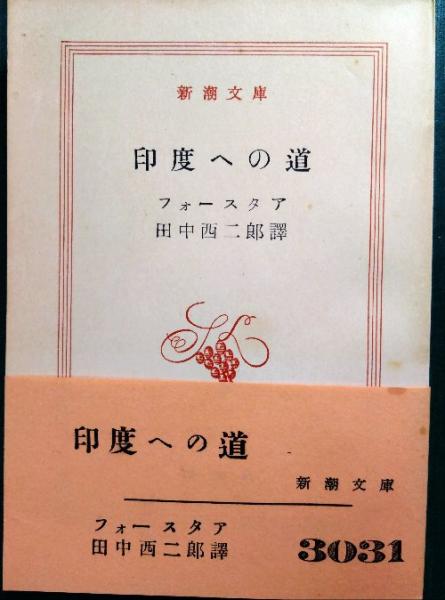 新潮文庫
印度への道
フォースタア
田中西二郎譯
印度への道
新潮文庫
フォースタア
田中西二郎譯
3031